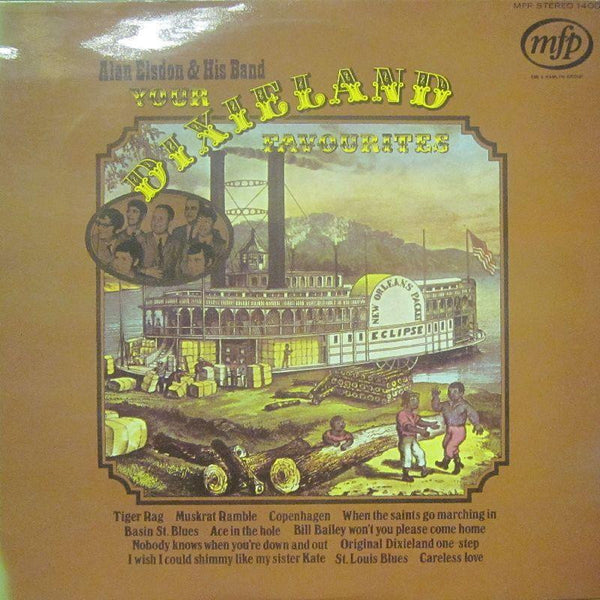 MFP STEREO 1400
mfp
EMI & HAMLYN GROUP
Alan Elsdon & His Band
YOUR
DIXIELAND
FAVOURITES
NEW ORLEANS PACKET
ECLIPSE
Tiger Rag Muskrat Ramble Copenhagen When the saints go marching in
Basin St. Blues Ace in the hole Bill Bailey won't you please come home
Nobody knows when you're down and out Original Dixieland one-step
I wish I could shimmy like my sister Kate St. Louis Blues Careless love